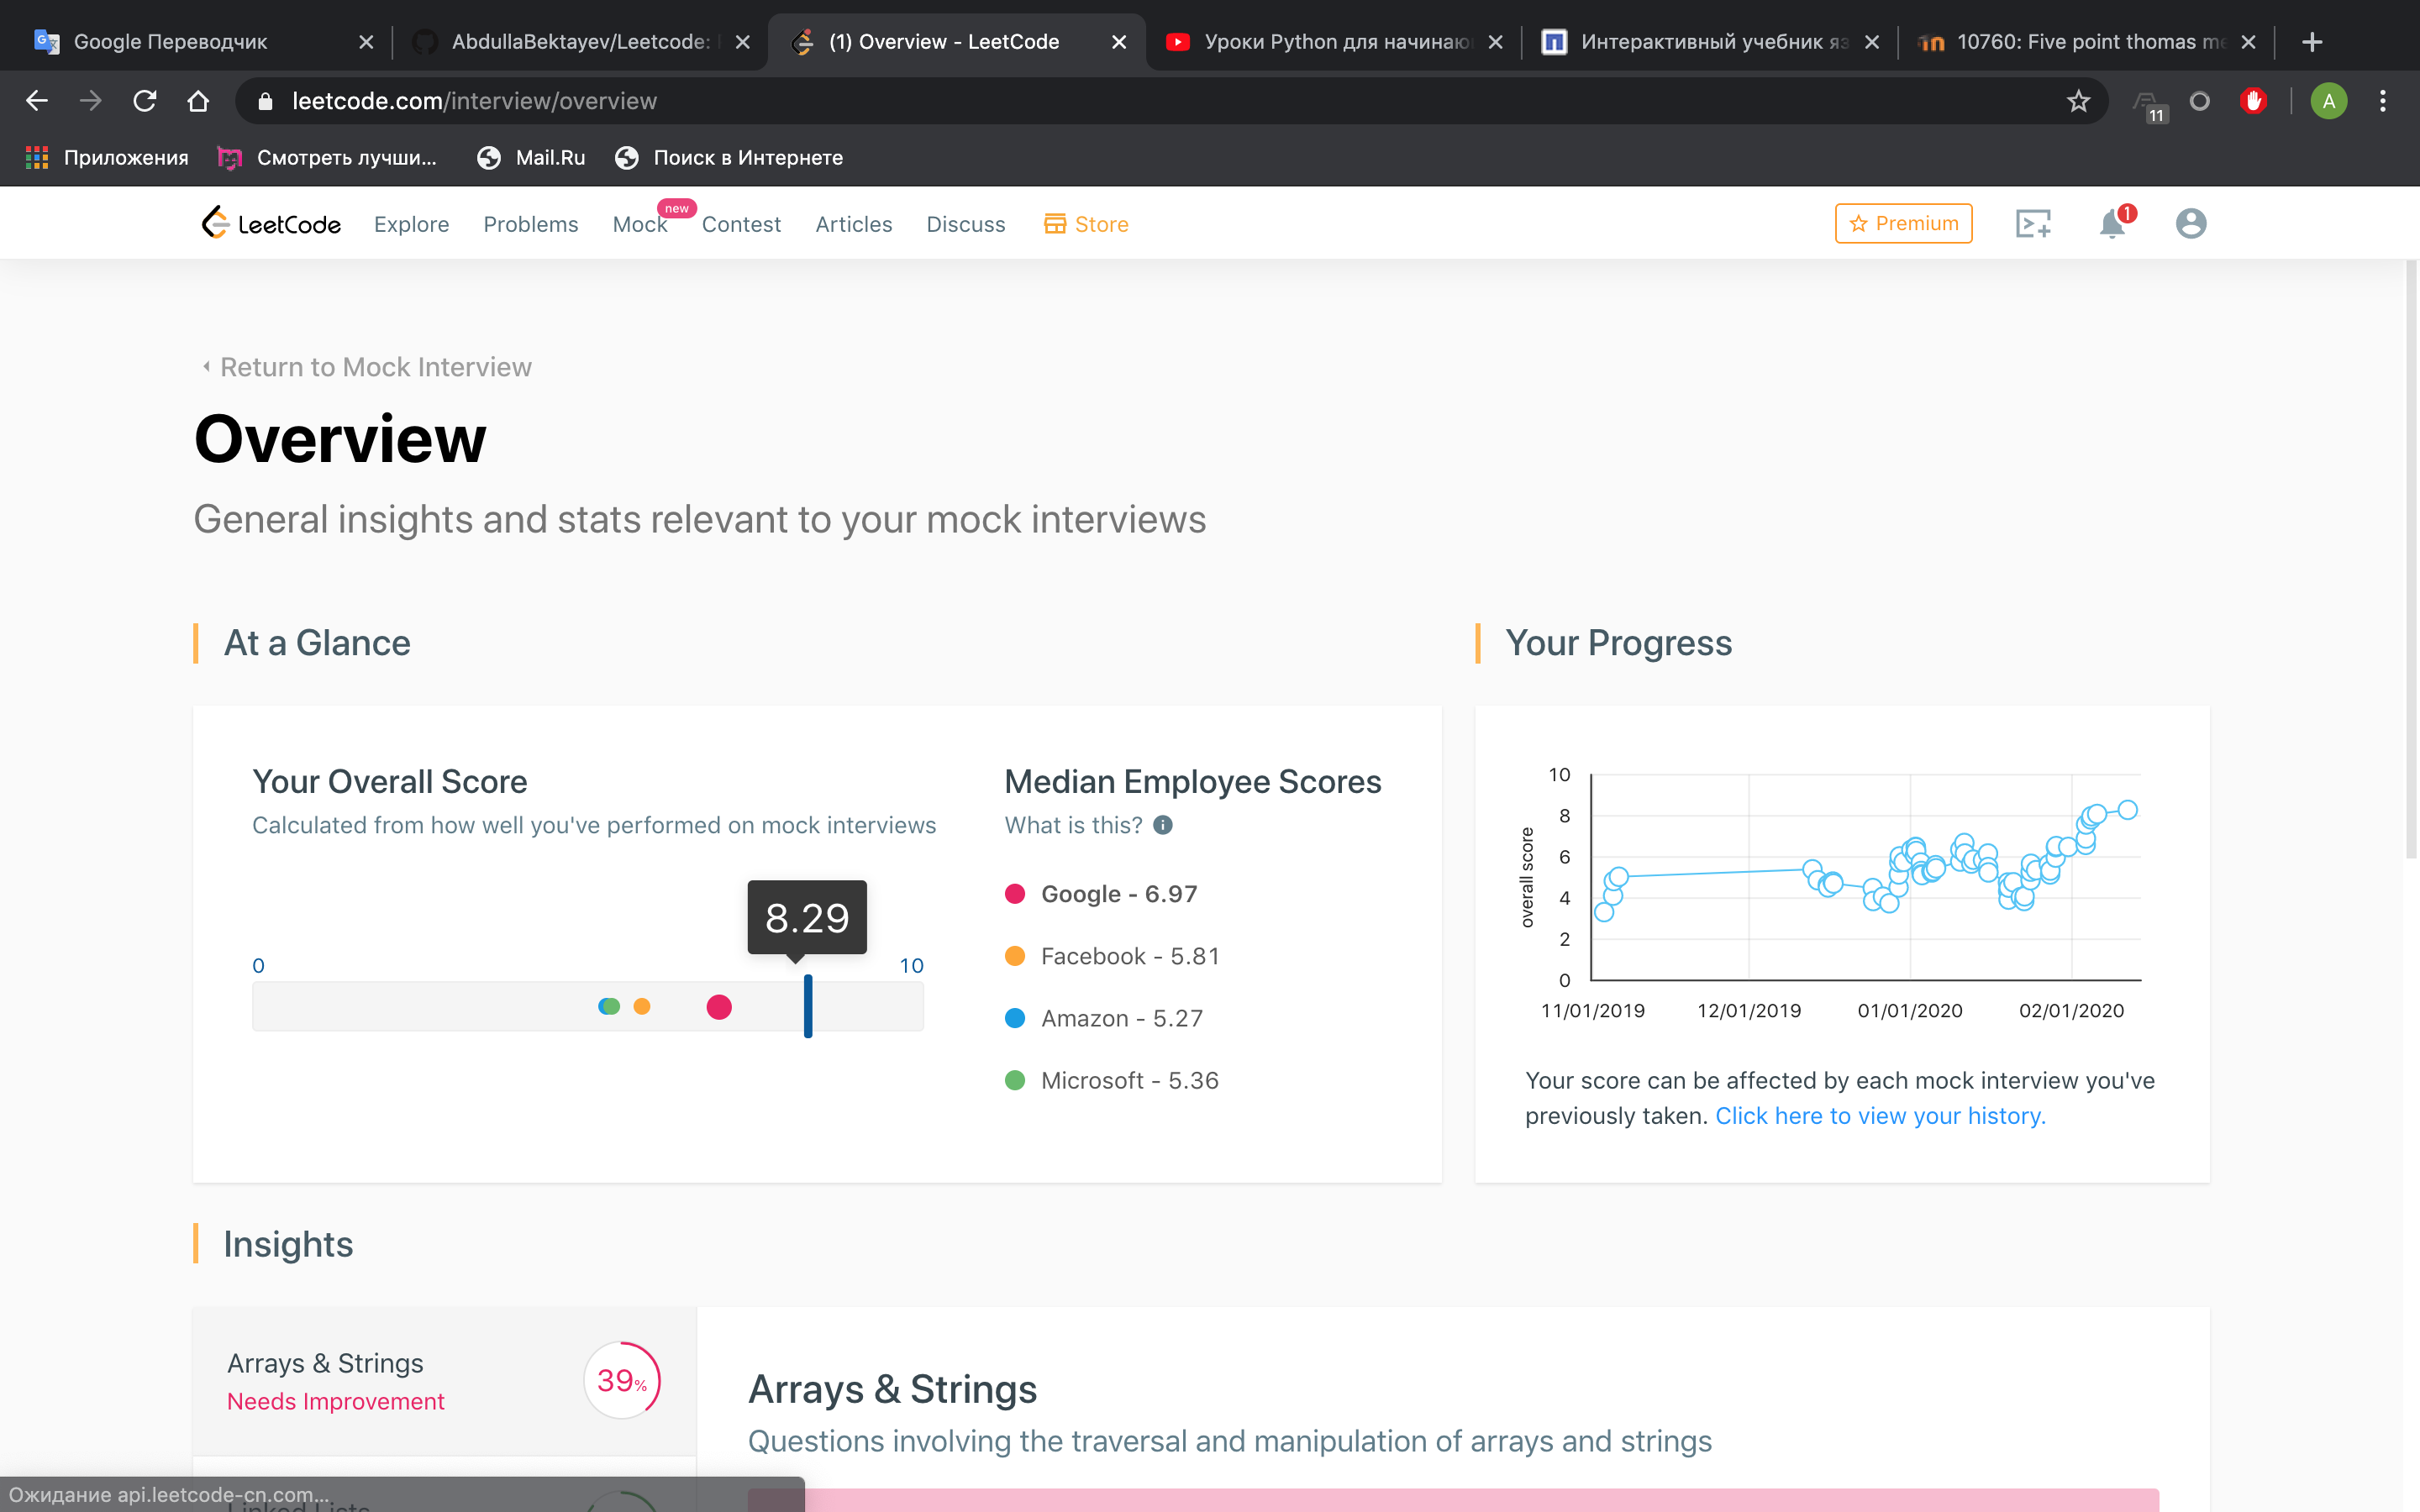 Google Переводчик
AbdullaBektayev/Leetcode:
(1) Overview - LeetCode
Уроки Python для начинаю
Интерактивный учебник яз
10760: Five point thomas me
leetcode.com/interview/overview
11
A
Приложения
Смотреть лучши...
Mail.Ru
Поиск в Интернете
LeetCode
Explore
Problems
Mock
new
Contest
Articles
Discuss
Store
Premium
1
Return to Mock Interview
Overview
General insights and stats relevant to your mock interviews
At a Glance
Your Overall Score
Calculated from how well you've performed on mock interviews
8.29
0
10
Median Employee Scores
What is this?
Google - 6.97
Facebook - 5.81
Amazon - 5.27
Microsoft - 5.36
Your Progress
overall score
10
8
6
4
2
0
11/01/2019
12/01/2019
01/01/2020
02/01/2020
Your score can be affected by each mock interview you've
previously taken. Click here to view your history.
Insights
Arrays & Strings
Needs Improvement
39%
Arrays & Strings
Questions involving the traversal and manipulation of arrays and strings
Linked Lists
Ожидание api.leetcode-cn.com...